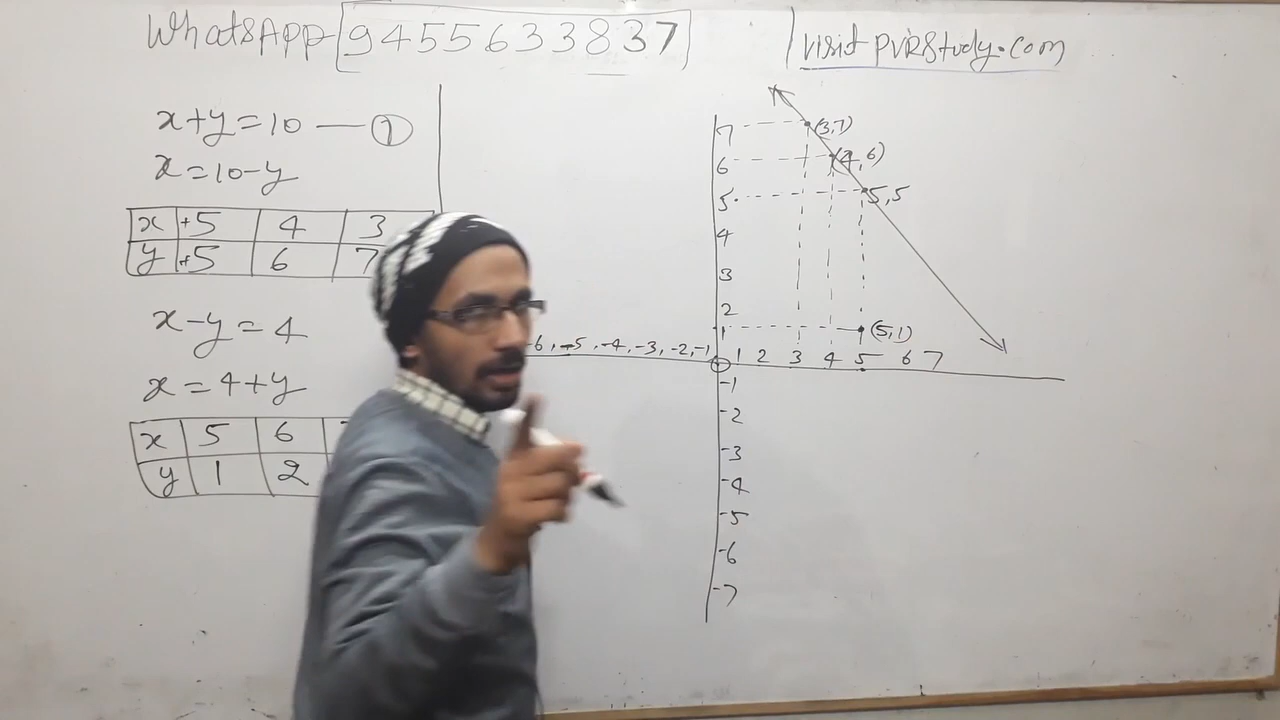 WhatsApp - 9455633837
visit pvrstudy.com
x+y=10 — ①
x=10-y
x +5 4 3
y +5 6 7
x-y=4
x=4+y
x 5 6
y 1 2
7 (3,7)
6 (4,6)
5 5,5
4
3
2
1 (5,1)
-6, -5, -4, -3, -2, -1 1 2 3 4 5 6 7
-1
-2
-3
-4
-5
-6
-7